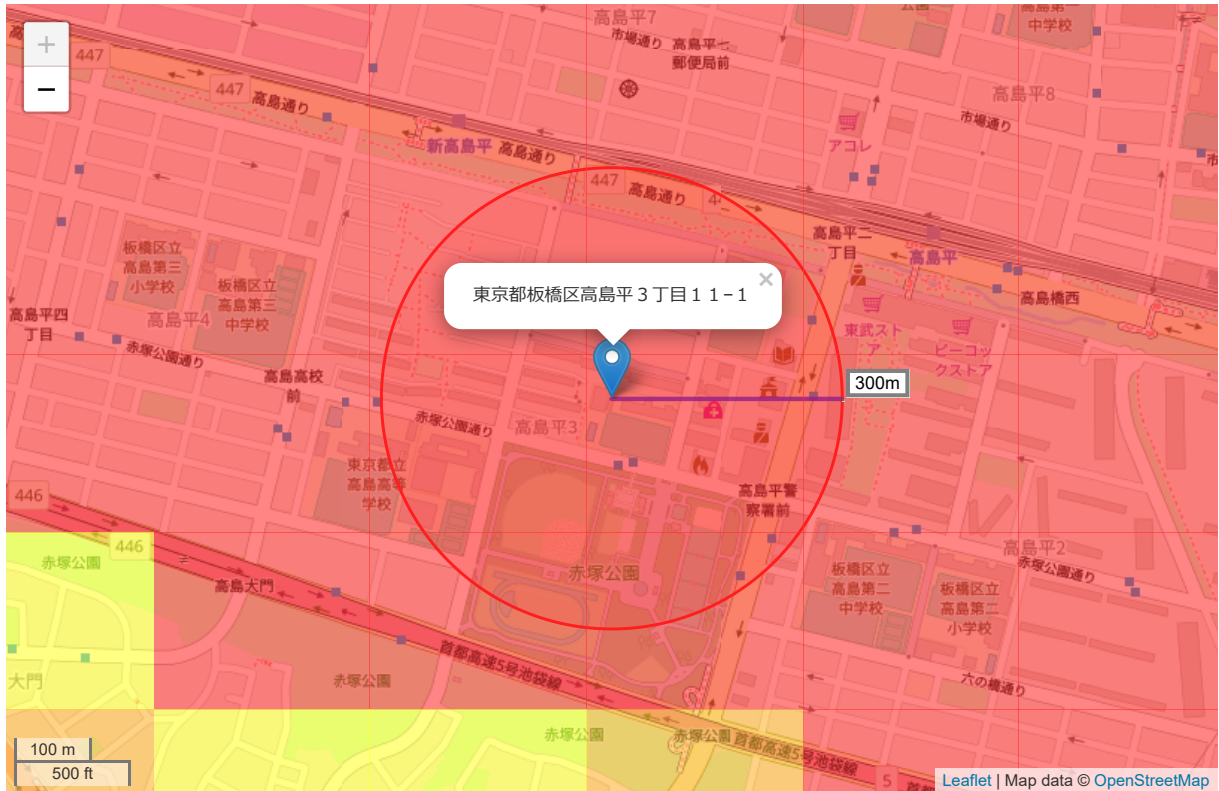 高島平7
公園
高島第一
中学校
市場通り
高島平七
郵便局前
+
447
−
447
高島通り
高島平8
市場通り
アコレ
新高島平
高島通り
447
高島通り
高島平二
丁目
高島平
板橋区立
高島第三
小学校
板橋区立
高島第三
中学校
東京都板橋区高島平３丁目１１−１
×
高島橋西
高島平四
丁目
高島平4
東武スト
ア
ピーコッ
クストア
赤塚公園通り
高島高校
前
300m
赤塚公園通り
高島平3
東京都立
高島高等
学校
446
高島平警
察署前
446
赤塚公園
高島平2
赤塚公園通り
赤塚公園
高島大門
板橋区立
高島第二
中学校
板橋区立
高島第二
小学校
首都高速5号池袋線
大門
赤塚公園
六の橋通り
赤塚公園
赤塚公園
首都高速5号池袋線
100 m
500 ft
5
Leaflet | Map data © OpenStreetMap